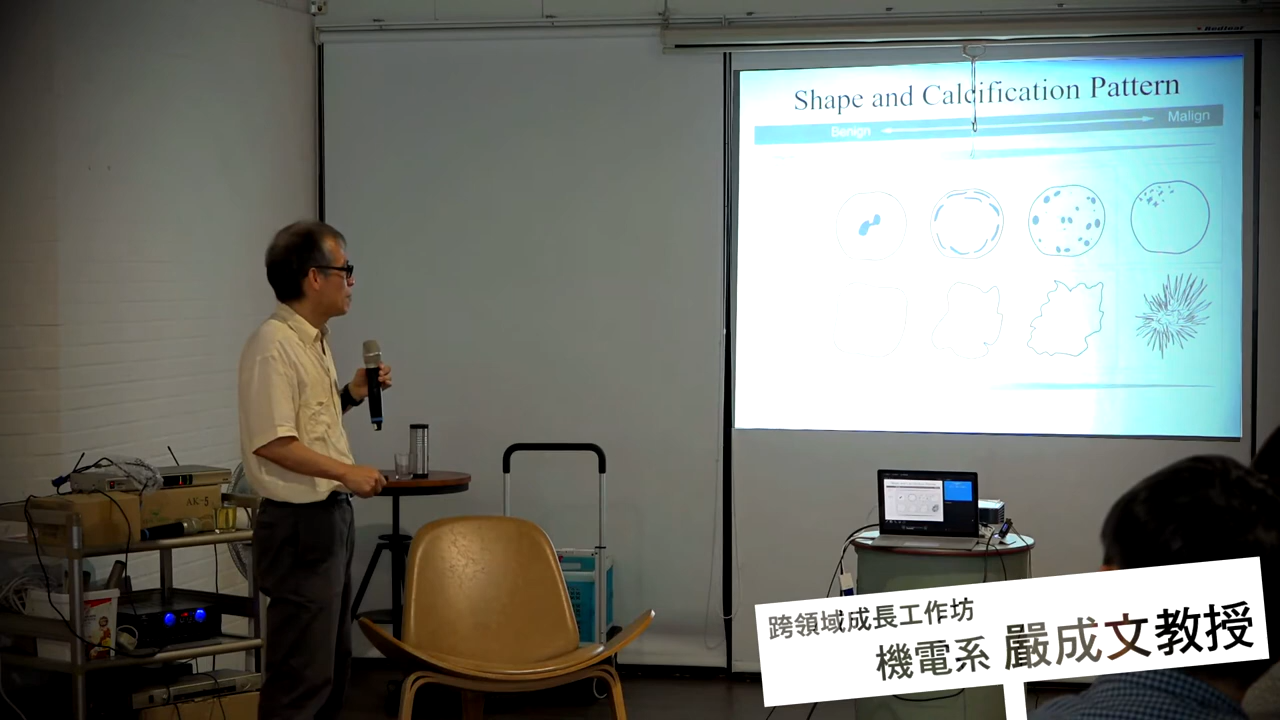 Redleaf
Shape and Calcification Pattern
Benign
Malign
AK-5
跨領域成長工作坊
機電系 嚴成文教授